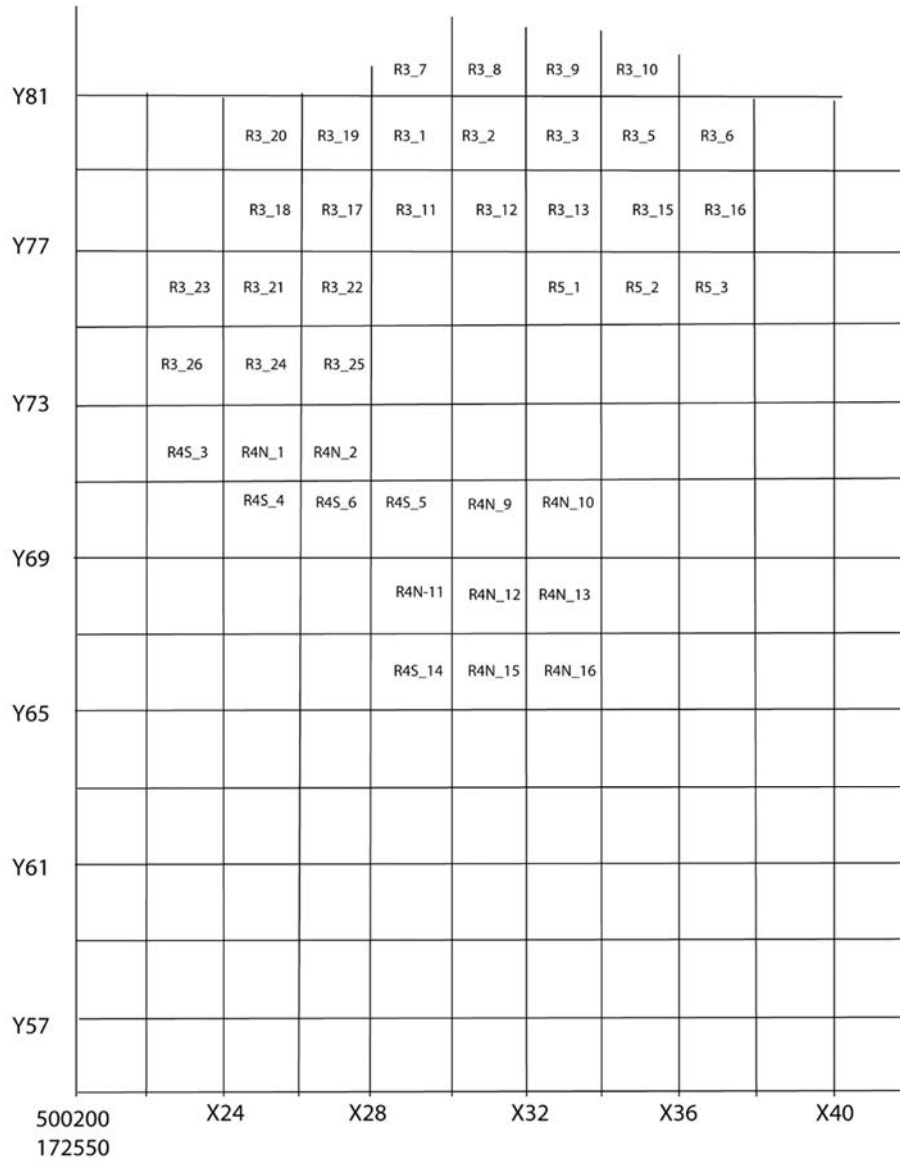 R3_7 R3_8 R3_9 R3_10
Y81
R3_20 R3_19 R3_1 R3_2 R3_3 R3_5 R3_6
R3_18 R3_17 R3_11 R3_12 R3_13 R3_15 R3_16
Y77
R3_23 R3_21 R3_22 R5_1 R5_2 R5_3
R3_26 R3_24 R3_25
Y73
R4S_3 R4N_1 R4N_2
R4S_4 R4S_6 R4S_5 R4N_9 R4N_10
Y69
R4N-11 R4N_12 R4N_13
R4S_14 R4N_15 R4N_16
Y65
Y61
Y57
500200 X24 X28 X32 X36 X40
172550